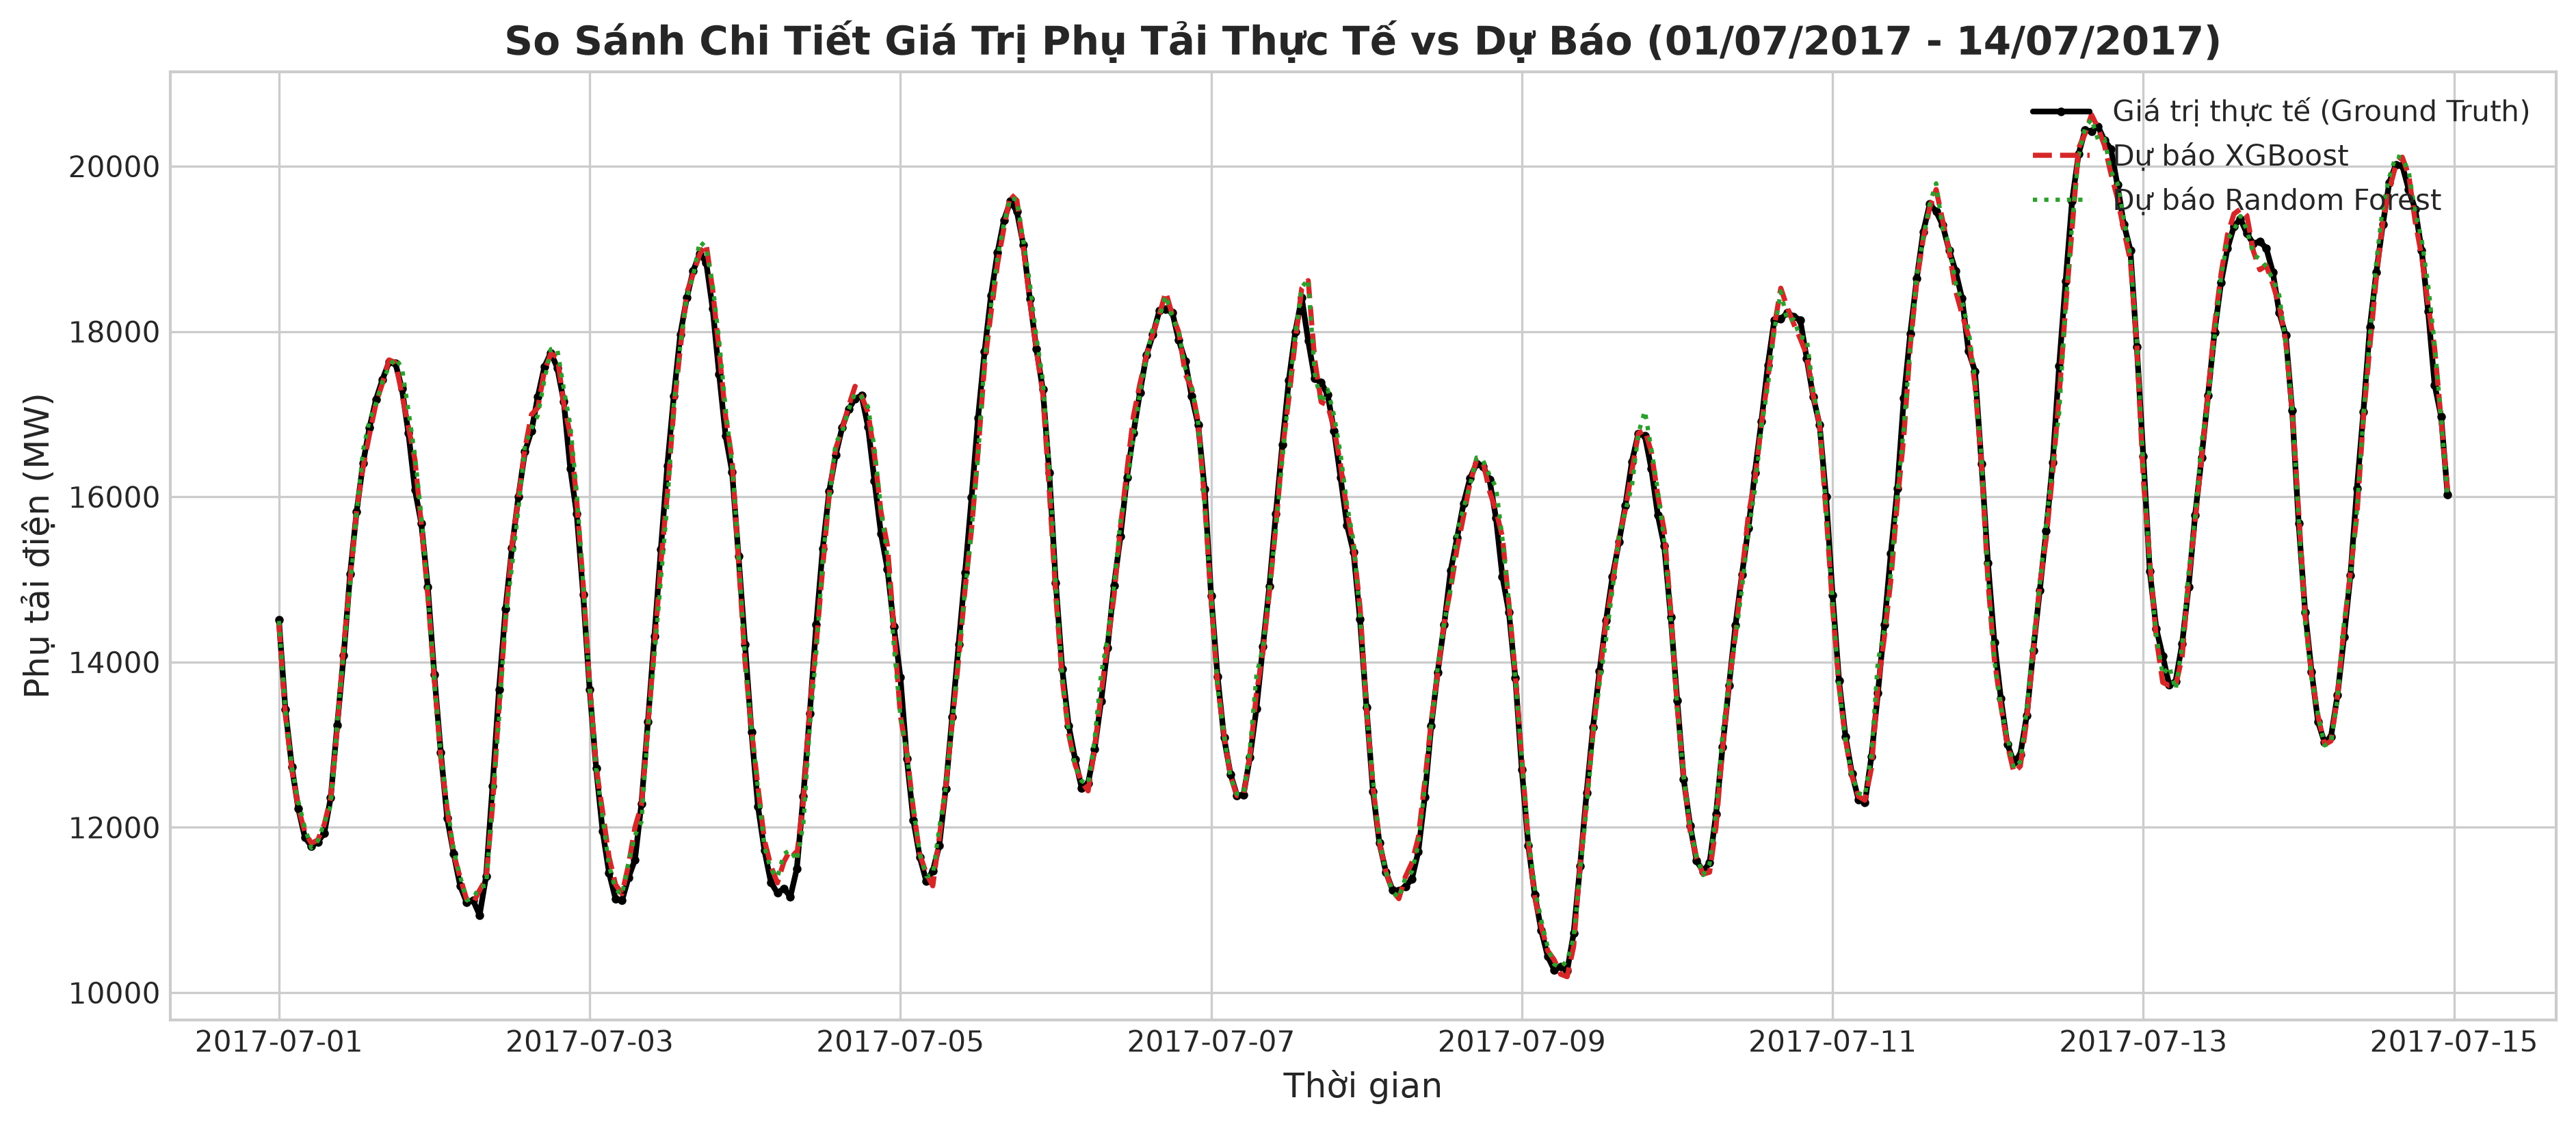 So Sánh Chi Tiết Giá Trị Phụ Tải Thực Tế vs Dự Báo (01/07/2017 - 14/07/2017)
Giá trị thực tế (Ground Truth)
Dự báo XGBoost
Dự báo Random Forest
Phụ tải điện (MW)
20000
18000
16000
14000
12000
10000
2017-07-01 2017-07-03 2017-07-05 2017-07-07 2017-07-09 2017-07-11 2017-07-13 2017-07-15
Thời gian